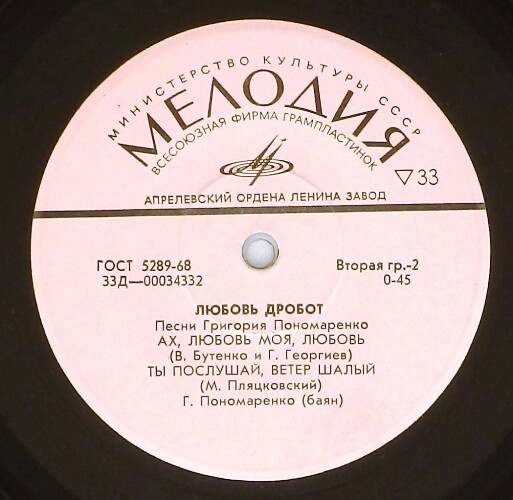 МИНИСТЕРСТВО КУЛЬТУРЫ СССР
МЕЛОДИЯ
ВСЕСОЮЗНАЯ ФИРМА ГРАМПЛАСТИНОК
▽33
АПРЕЛЕВСКИЙ ОРДЕНА ЛЕНИНА ЗАВОД
ГОСТ 5289-68 Вторая гр.-2
33Д—00034332 0-45
ЛЮБОВЬ ДРОБОТ
Песни Григория Пономаренко
АХ, ЛЮБОВЬ МОЯ, ЛЮБОВЬ
(В. Бутенко и Г. Георгиев)
ТЫ ПОСЛУШАЙ, ВЕТЕР ШАЛЫЙ
(М. Пляцковский)
Г. Пономаренко (баян)